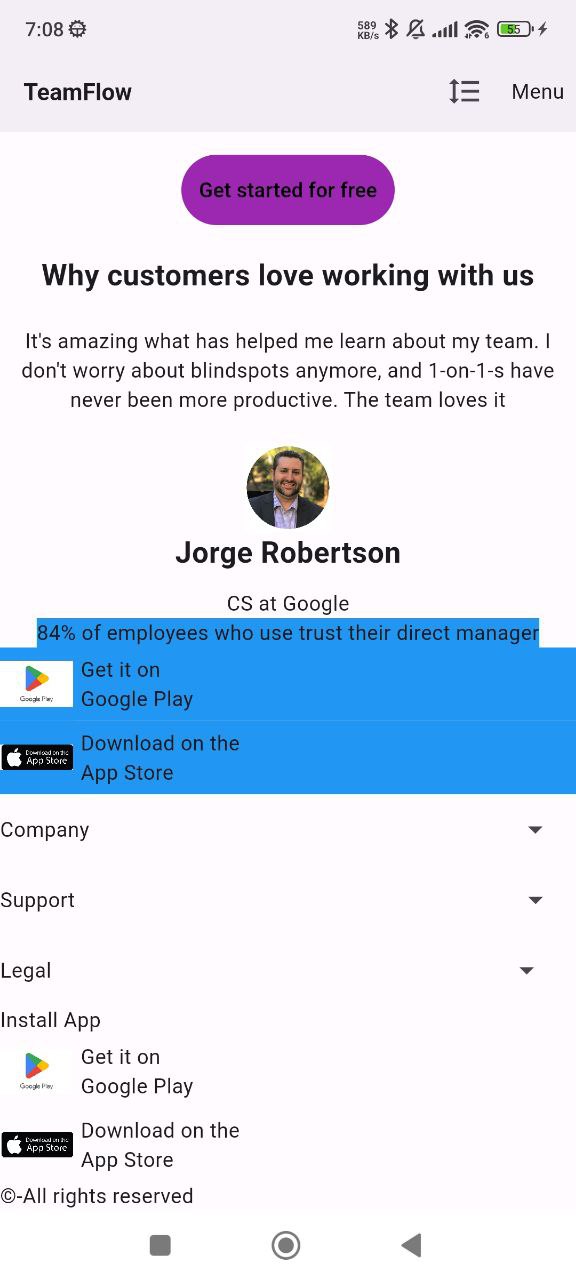 7:08
589
KB/s
6
55
TeamFlow
Menu
Get started for free
Why customers love working with us
It's amazing what has helped me learn about my team. I
don't worry about blindspots anymore, and 1-on-1-s have
never been more productive. The team loves it
Jorge Robertson
CS at Google
84% of employees who use trust their direct manager
Google Play
Get it on
Google Play
Download on the
App Store
Download on the
App Store
Company
Support
Legal
Install App
Google Play
Get it on
Google Play
Download on the
App Store
Download on the
App Store
©-All rights reserved